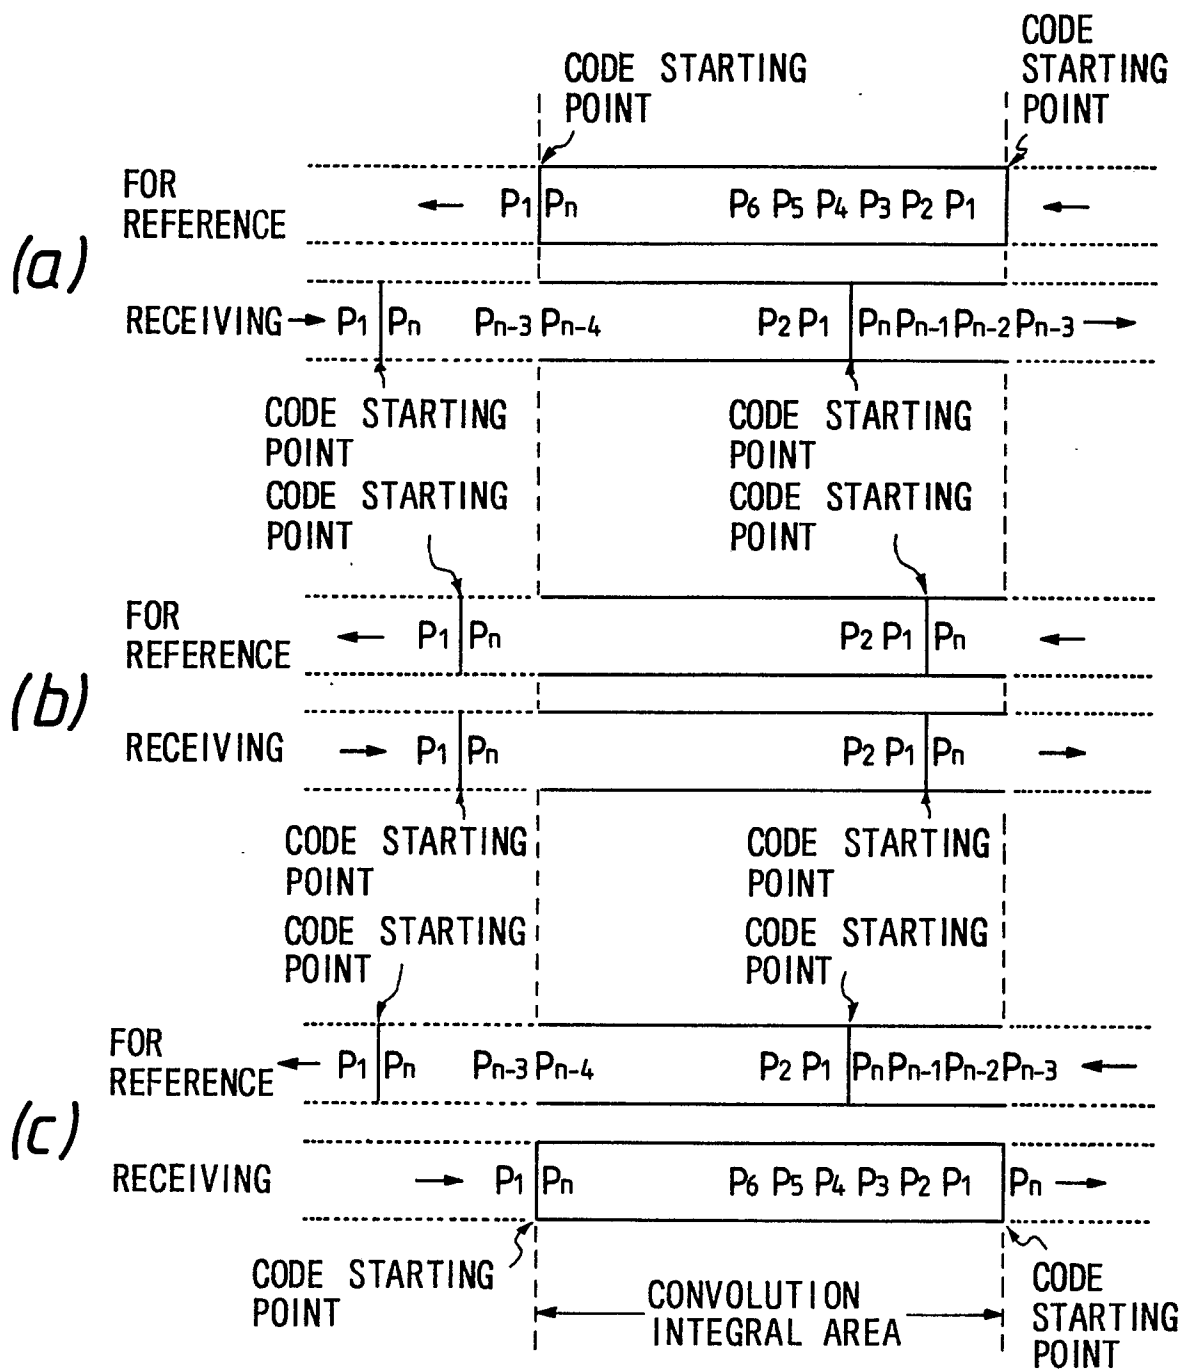 CODE STARTING
POINT
CODE
STARTING
POINT
FOR
REFERENCE
P1 Pn P6 P5 P4 P3 P2 P1
(a)
RECEIVING P1 Pn Pn-3 Pn-4 P2 P1 Pn Pn-1 Pn-2 Pn-3
CODE STARTING
POINT
CODE STARTING
POINT
CODE STARTING
POINT
CODE STARTING
POINT
FOR
REFERENCE
P1 Pn P2 P1 Pn
(b)
RECEIVING P1 Pn P2 P1 Pn
CODE STARTING
POINT
CODE STARTING
POINT
CODE STARTING
POINT
CODE STARTING
POINT
FOR
REFERENCE
P1 Pn Pn-3 Pn-4 P2 P1 Pn Pn-1 Pn-2 Pn-3
(c)
RECEIVING P1 Pn P6 P5 P4 P3 P2 P1 Pn
CODE STARTING
POINT
CONVOLUTION
INTEGRAL AREA
CODE
STARTING
POINT